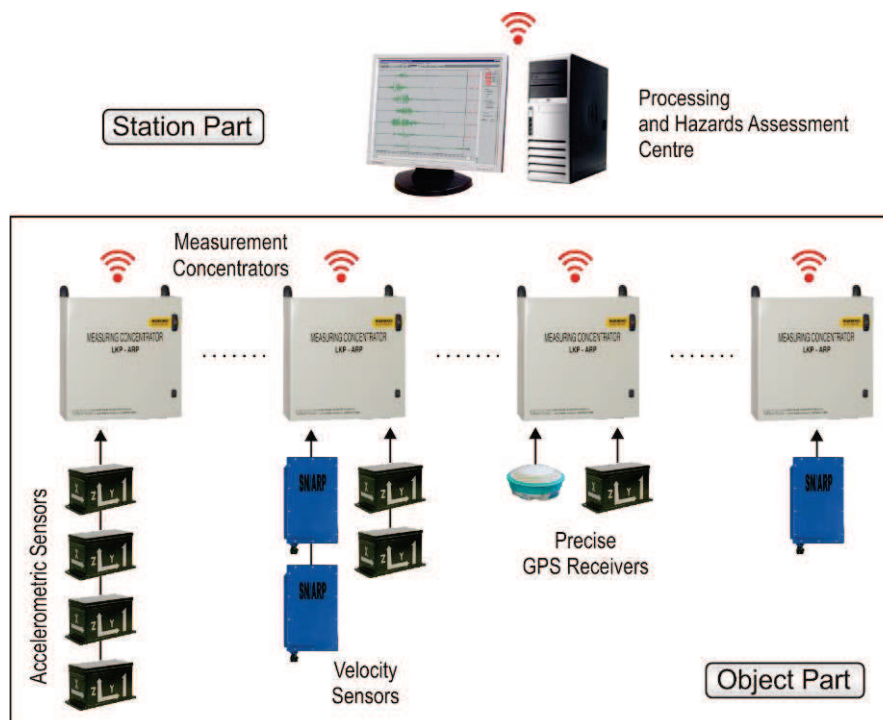 Station Part
Processing
and Hazards Assessment
Centre
Measurement
Concentrators
MEASURING CONCENTRATOR
LKP - ARP
MEASURING CONCENTRATOR
LKP - ARP
MEASURING CONCENTRATOR
LKP - ARP
MEASURING CONCENTRATOR
LKP - ARP
Accelerometric Sensors
X Z Y
X Z Y
X Z Y
X Z Y
SN/ARP
SN/ARP
X Z Y
X Z Y
Velocity
Sensors
X Z Y
Precise
GPS Receivers
SN/ARP
Object Part